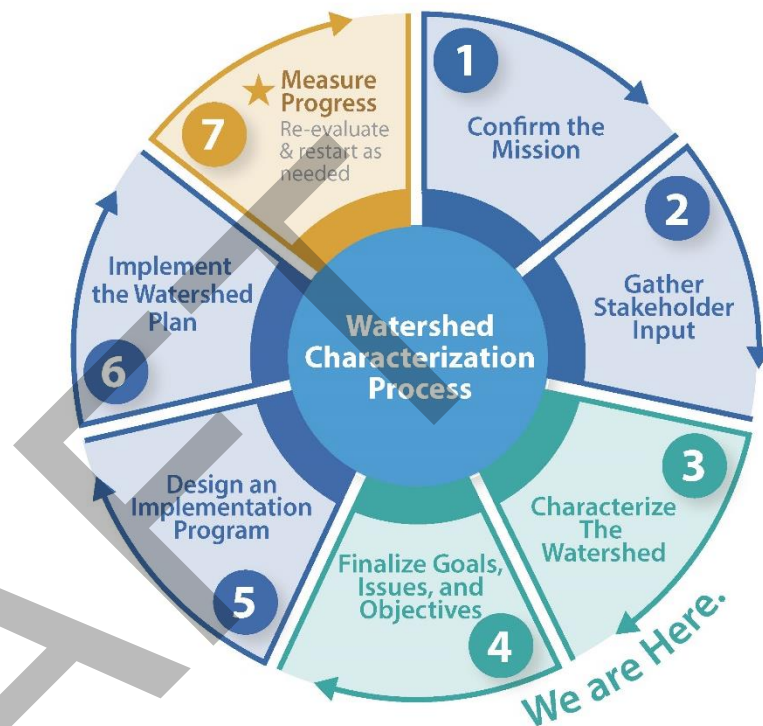 Watershed
Characterization
Process
1
Confirm the
Mission
2
Gather
Stakeholder
Input
3
Characterize
The
Watershed
We are Here.
4
Finalize Goals,
Issues, and
Objectives
5
Design an
Implementation
Program
6
Implement
the Watershed
Plan
7
Measure
Progress
Re-evaluate
& restart as
needed